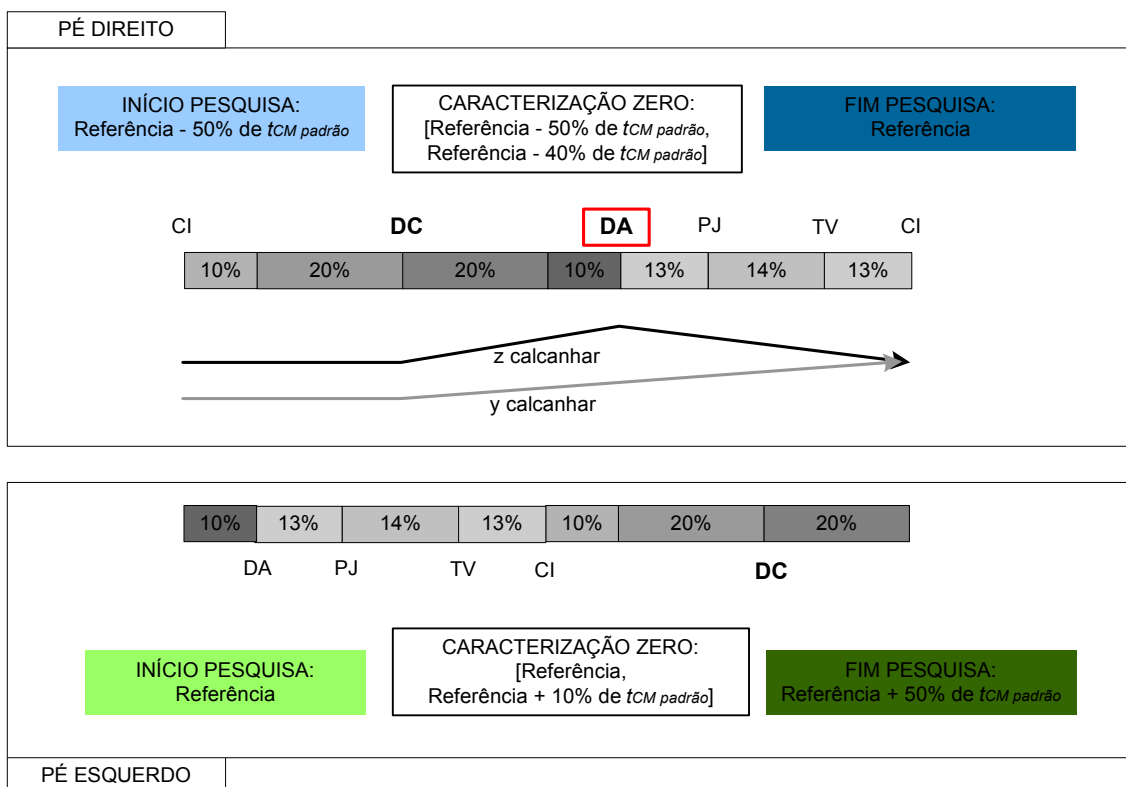 PÉ DIREITO
INÍCIO PESQUISA:
Referência - 50% de tCM padrão
CARACTERIZAÇÃO ZERO:
[Referência - 50% de tCM padrão,
Referência - 40% de tCM padrão]
FIM PESQUISA:
Referência
CI DC DA PJ TV CI
10% 20% 20% 10% 13% 14% 13%
z calcanhar
y calcanhar
10% 13% 14% 13% 10% 20% 20%
DA PJ TV CI DC
INÍCIO PESQUISA:
Referência
CARACTERIZAÇÃO ZERO:
[Referência,
Referência + 10% de tCM padrão]
FIM PESQUISA:
Referência + 50% de tCM padrão
PÉ ESQUERDO